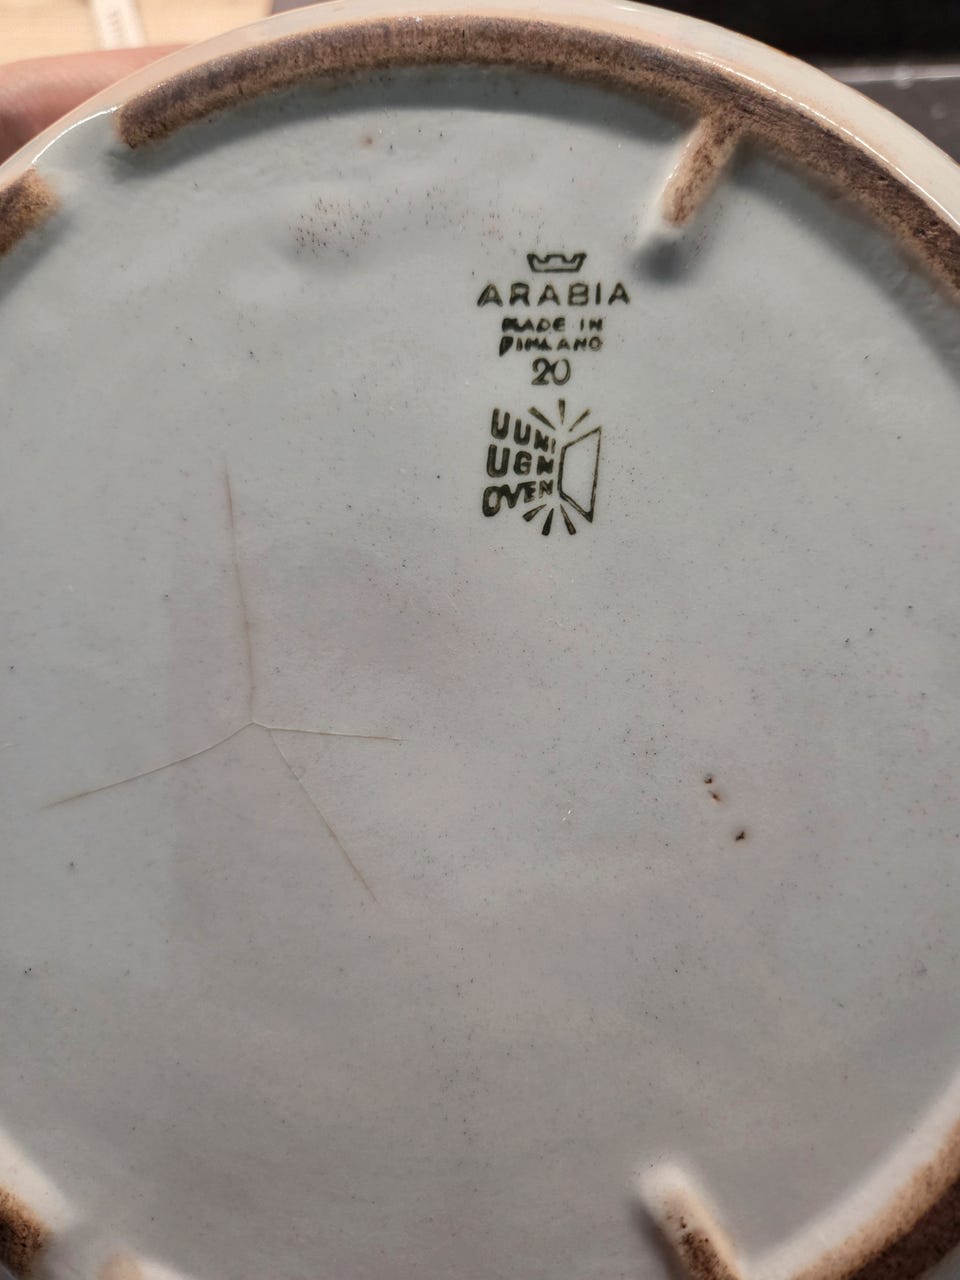 ARABIA
MADE IN
FINLAND
20
UUNI
UGN
OVEN